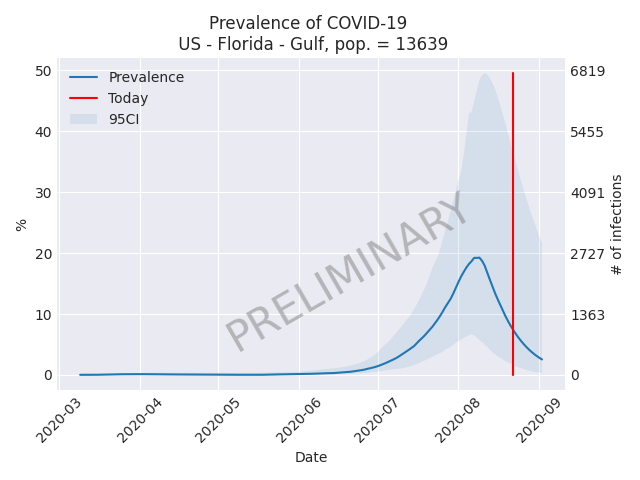 Prevalence of COVID-19
US - Florida - Gulf, pop. = 13639
Prevalence
Today
95CI
PRELIMINARY
%
50
40
30
20
10
0
6819
5455
4091
2727
1363
0
# of infections
2020-03
2020-04
2020-05
2020-06
2020-07
2020-08
2020-09
Date